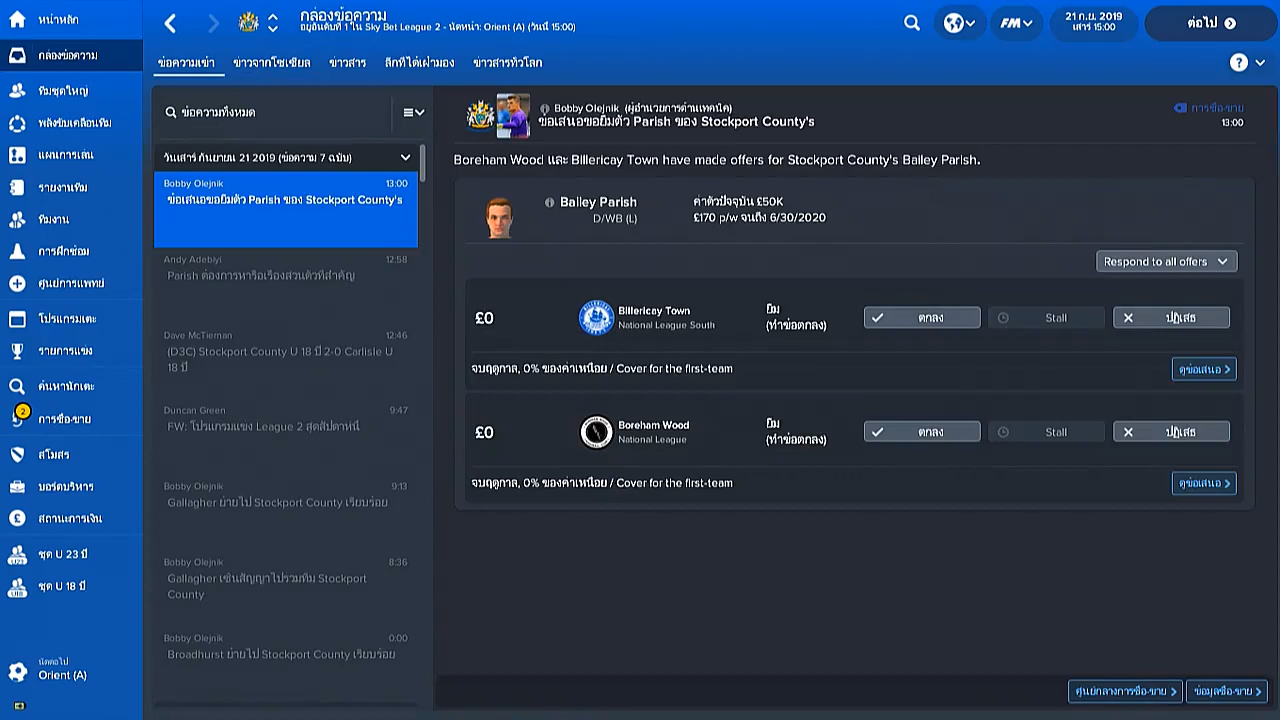 หน้าหลัก
กล่องข้อความ
ทีมชุดใหญ่
พลังขับเคลื่อนทีม
แผนการเล่น
รายงานทีม
ทีมงาน
การฝึกซ้อม
ศูนย์การแพทย์
โปรแกรมเตะ
รายการแข่ง
ค้นหานักเตะ
2
การซื้อ-ขาย
สโมสร
บอร์ดบริหาร
สถานะการเงิน
U23
ชุด U 23 ปี
U18
ชุด U 18 ปี
นัดต่อไป
Orient (A)
กล่องข้อความ
อยู่อันดับที่ 1 ใน Sky Bet League 2 - นัดหน้า: Orient (A) (วันนี้ 15:00)
FM
21 ก.ย. 2019
เสาร์ 15:00
ต่อไป
ข้อความเข้า
ข่าวจากโซเชียล
ข่าวสาร
ลีกที่ได้เฝ้ามอง
ข่าวสารทั่วโลก
?
ข้อความทั้งหมด
วันเสาร์ กันยายน 21 2019 (ข้อความ 7 ฉบับ)
Bobby Olejnik 13:00
ข้อเสนอขอยืมตัว Parish ของ Stockport County's
Andy Adebiyi 12:58
Parish ต้องการหารือเรื่องส่วนตัวที่สำคัญ
Dave McTiernan 12:46
(D3C) Stockport County U 18 ปี 2-0 Carlisle U
18 ปี
Duncan Green 9:47
FW: โปรแกรมแข่ง League 2 สุดสัปดาห์นี้
Bobby Olejnik 9:13
Gallagher ย้ายไป Stockport County เรียบร้อย
Bobby Olejnik 8:36
Gallagher เซ็นสัญญาไปร่วมทีม Stockport
County
Bobby Olejnik 0:00
Broadhurst ย้ายไป Stockport County เรียบร้อย
Bobby Olejnik (ผู้อำนวยการด้านเทคนิค)
ข้อเสนอขอยืมตัว Parish ของ Stockport County's
การซื้อ-ขาย
13:00
Boreham Wood และ Billericay Town have made offers for Stockport County's Bailey Parish.
Bailey Parish
D/WB (L)
ค่าตัวปัจจุบัน £50K
£170 p/w จนถึง 6/30/2020
Respond to all offers
£0
Billericay Town
National League South
ยืม
(ทำข้อตกลง)
ตกลง
Stall
ปฏิเสธ
จบฤดูกาล, 0% ของค่าเหนื่อย / Cover for the first-team
ดูข้อเสนอ
£0
Boreham Wood
National League
ยืม
(ทำข้อตกลง)
ตกลง
Stall
ปฏิเสธ
จบฤดูกาล, 0% ของค่าเหนื่อย / Cover for the first-team
ดูข้อเสนอ
ศูนย์กลางการซื้อ-ขาย
ข้อมูลซื้อ-ขาย